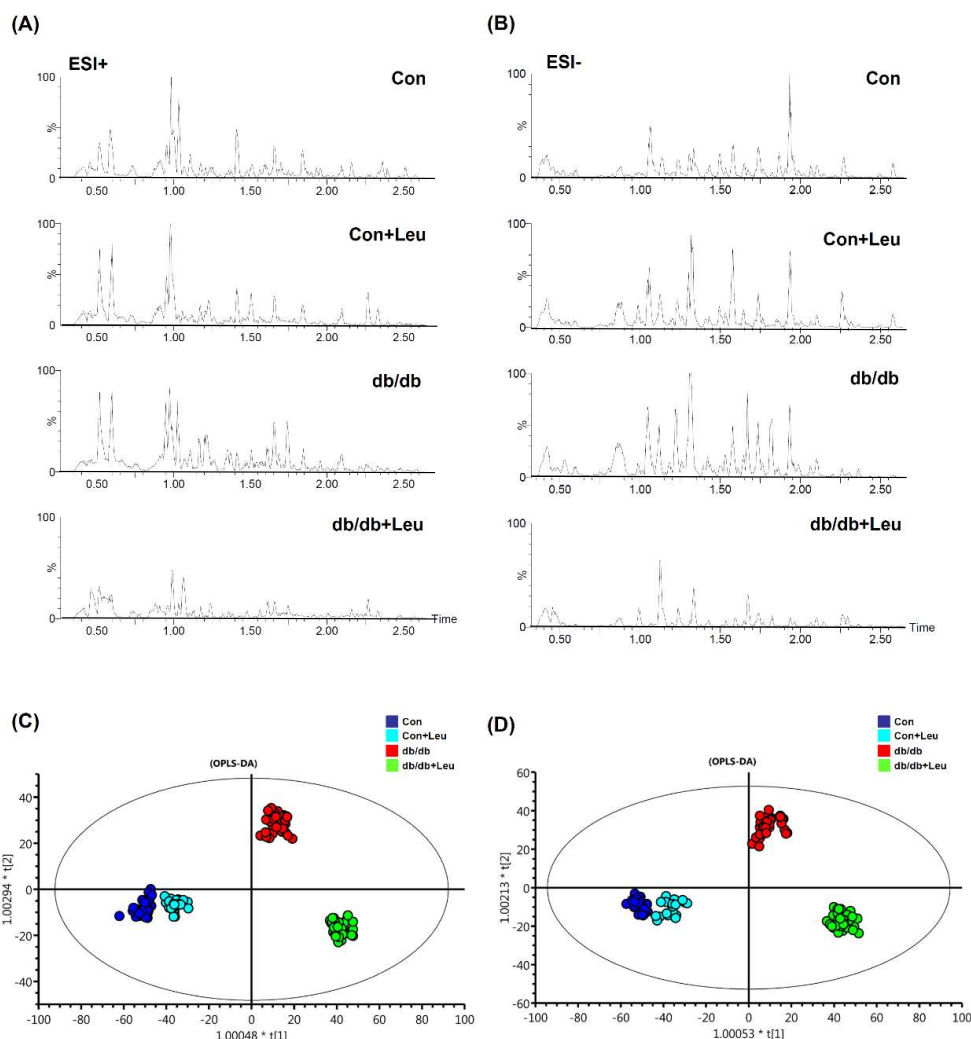 (A)
ESI+
Con
100
%
0
0.50 1.00 1.50 2.00 2.50
Con+Leu
100
%
0
0.50 1.00 1.50 2.00 2.50
db/db
100
%
0
0.50 1.00 1.50 2.00 2.50
db/db+Leu
100
%
0
Time
0.50 1.00 1.50 2.00 2.50
(B)
ESI-
Con
100
%
0
0.50 1.00 1.50 2.00 2.50
Con+Leu
100
%
0
0.50 1.00 1.50 2.00 2.50
db/db
100
%
0
0.50 1.00 1.50 2.00 2.50
db/db+Leu
100
%
0
Time
0.50 1.00 1.50 2.00 2.50
(C)
Con
Con+Leu
db/db
db/db+Leu
(OPLS-DA)
40
20
0
-20
-40
1.00294 * t[2]
-100 -80 -60 -40 -20 0 20 40 60 80 100
1.00048 * t[1]
(D)
Con
Con+Leu
db/db
db/db+Leu
(OPLS-DA)
60
40
20
0
-20
-40
-60
1.00213 * t[2]
-100 -80 -60 -40 -20 0 20 40 60 80 100
1.00053 * t[1]